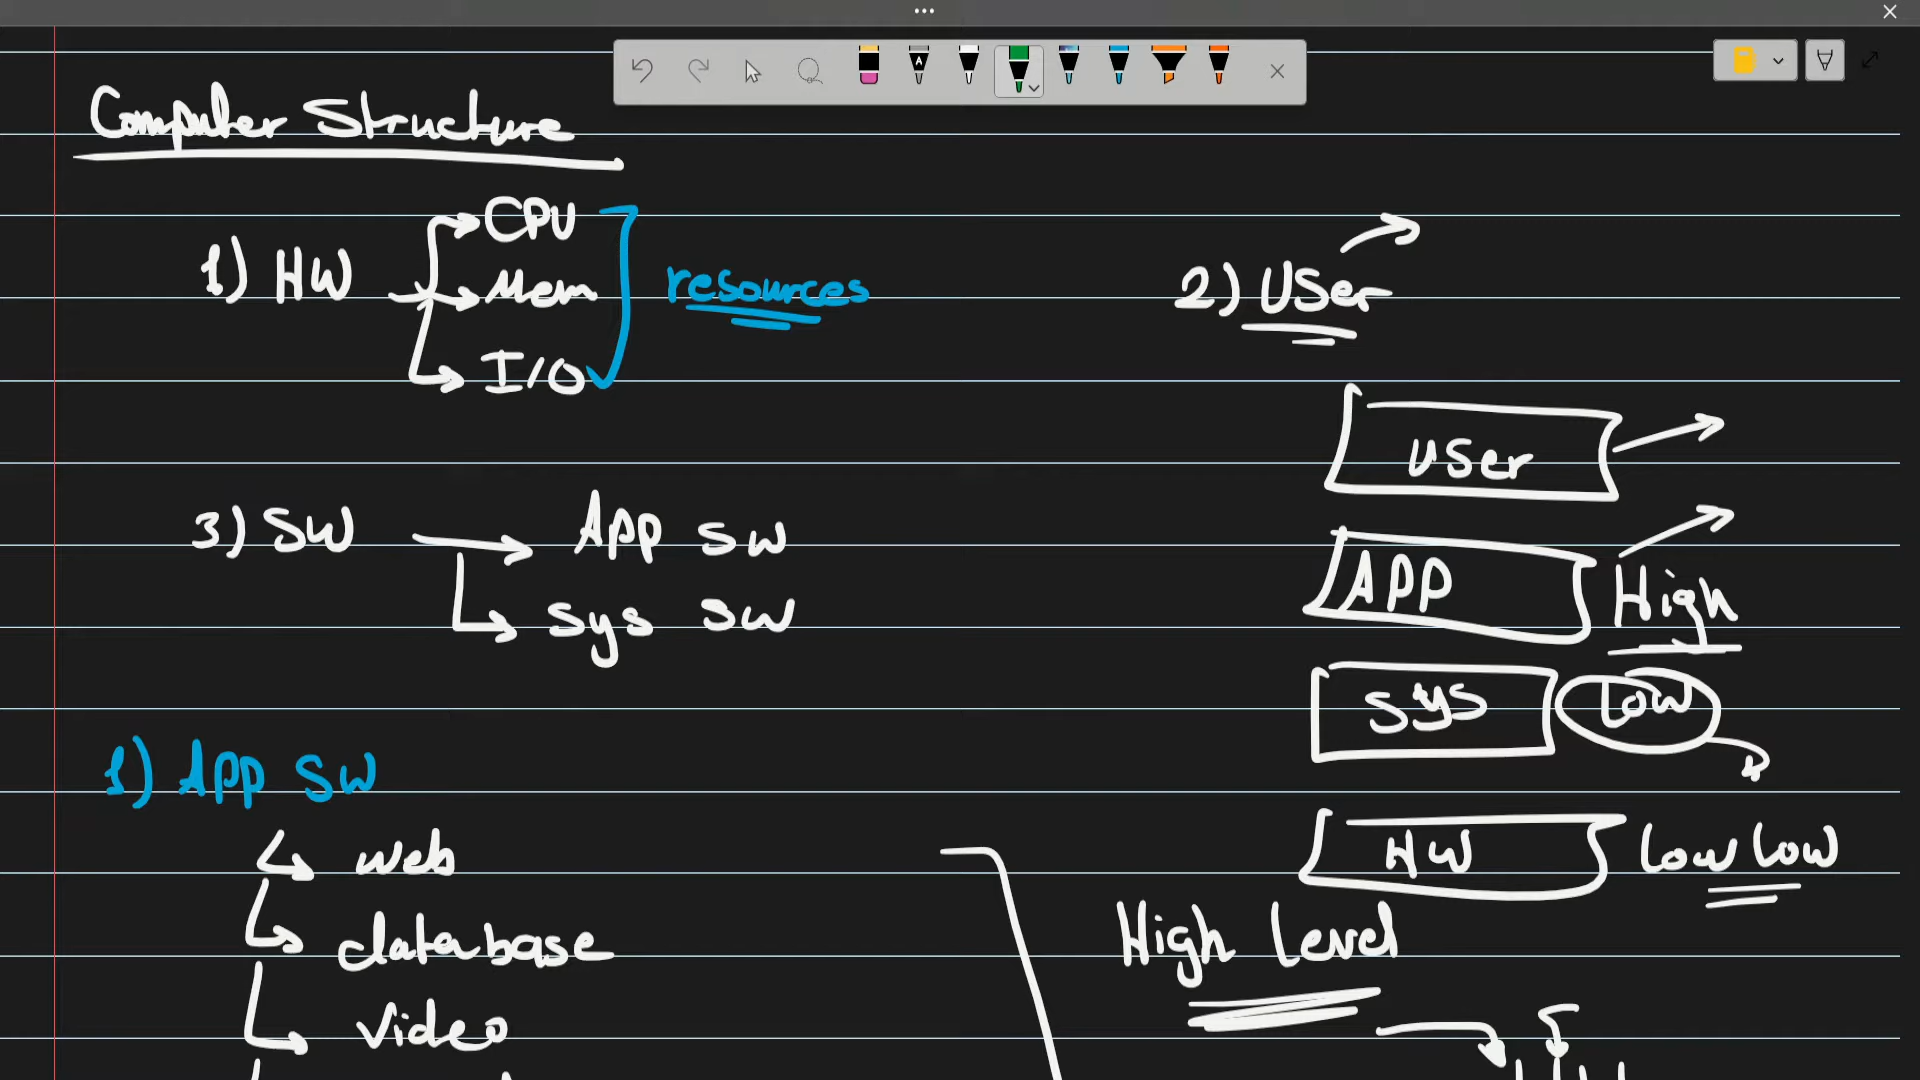 Computer Structure
1) HW
CPU
Mem
I/O
resources
2) User
3) SW
App SW
Sys SW
User
APP High
Sys Low
HW Low Low
1) App SW
web
database
Video
High Level